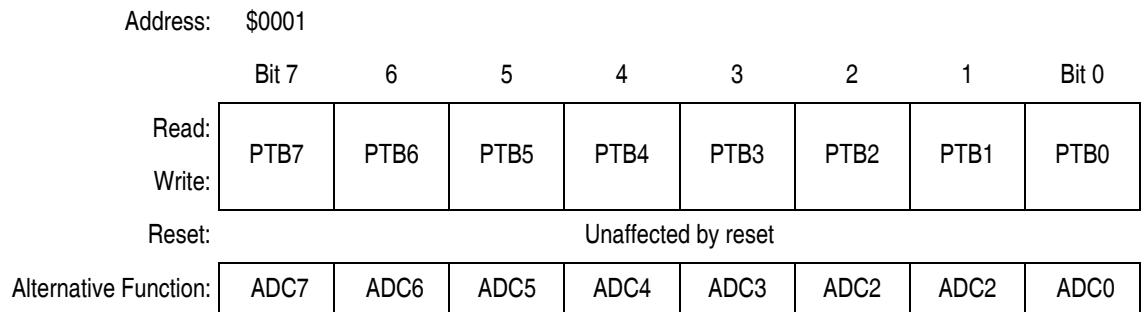 Address: $0001
Bit 7 6 5 4 3 2 1 Bit 0
Read:
PTB7 PTB6 PTB5 PTB4 PTB3 PTB2 PTB1 PTB0
Write:
Reset: Unaffected by reset
Alternative Function: ADC7 ADC6 ADC5 ADC4 ADC3 ADC2 ADC2 ADC0